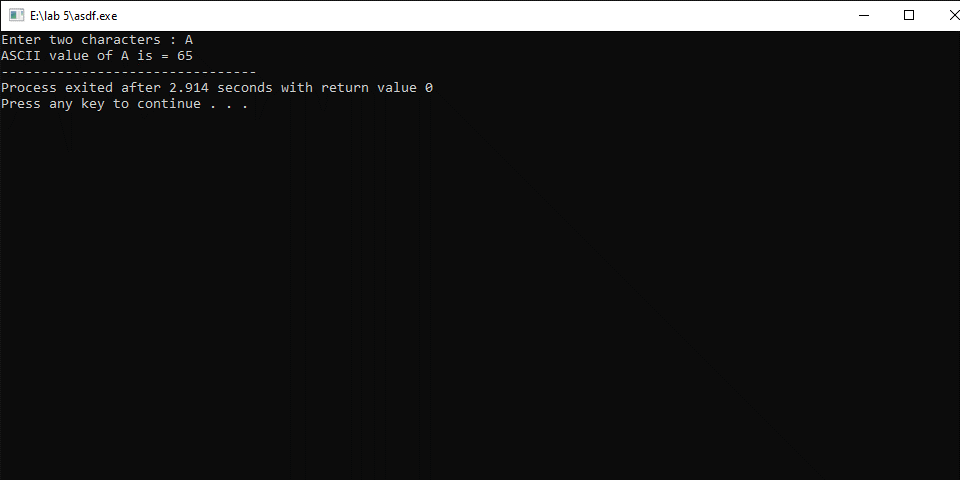 E:\lab 5\asdf.exe
Enter two characters : A
ASCII value of A is = 65
--------------------------------
Process exited after 2.914 seconds with return value 0
Press any key to continue . . .